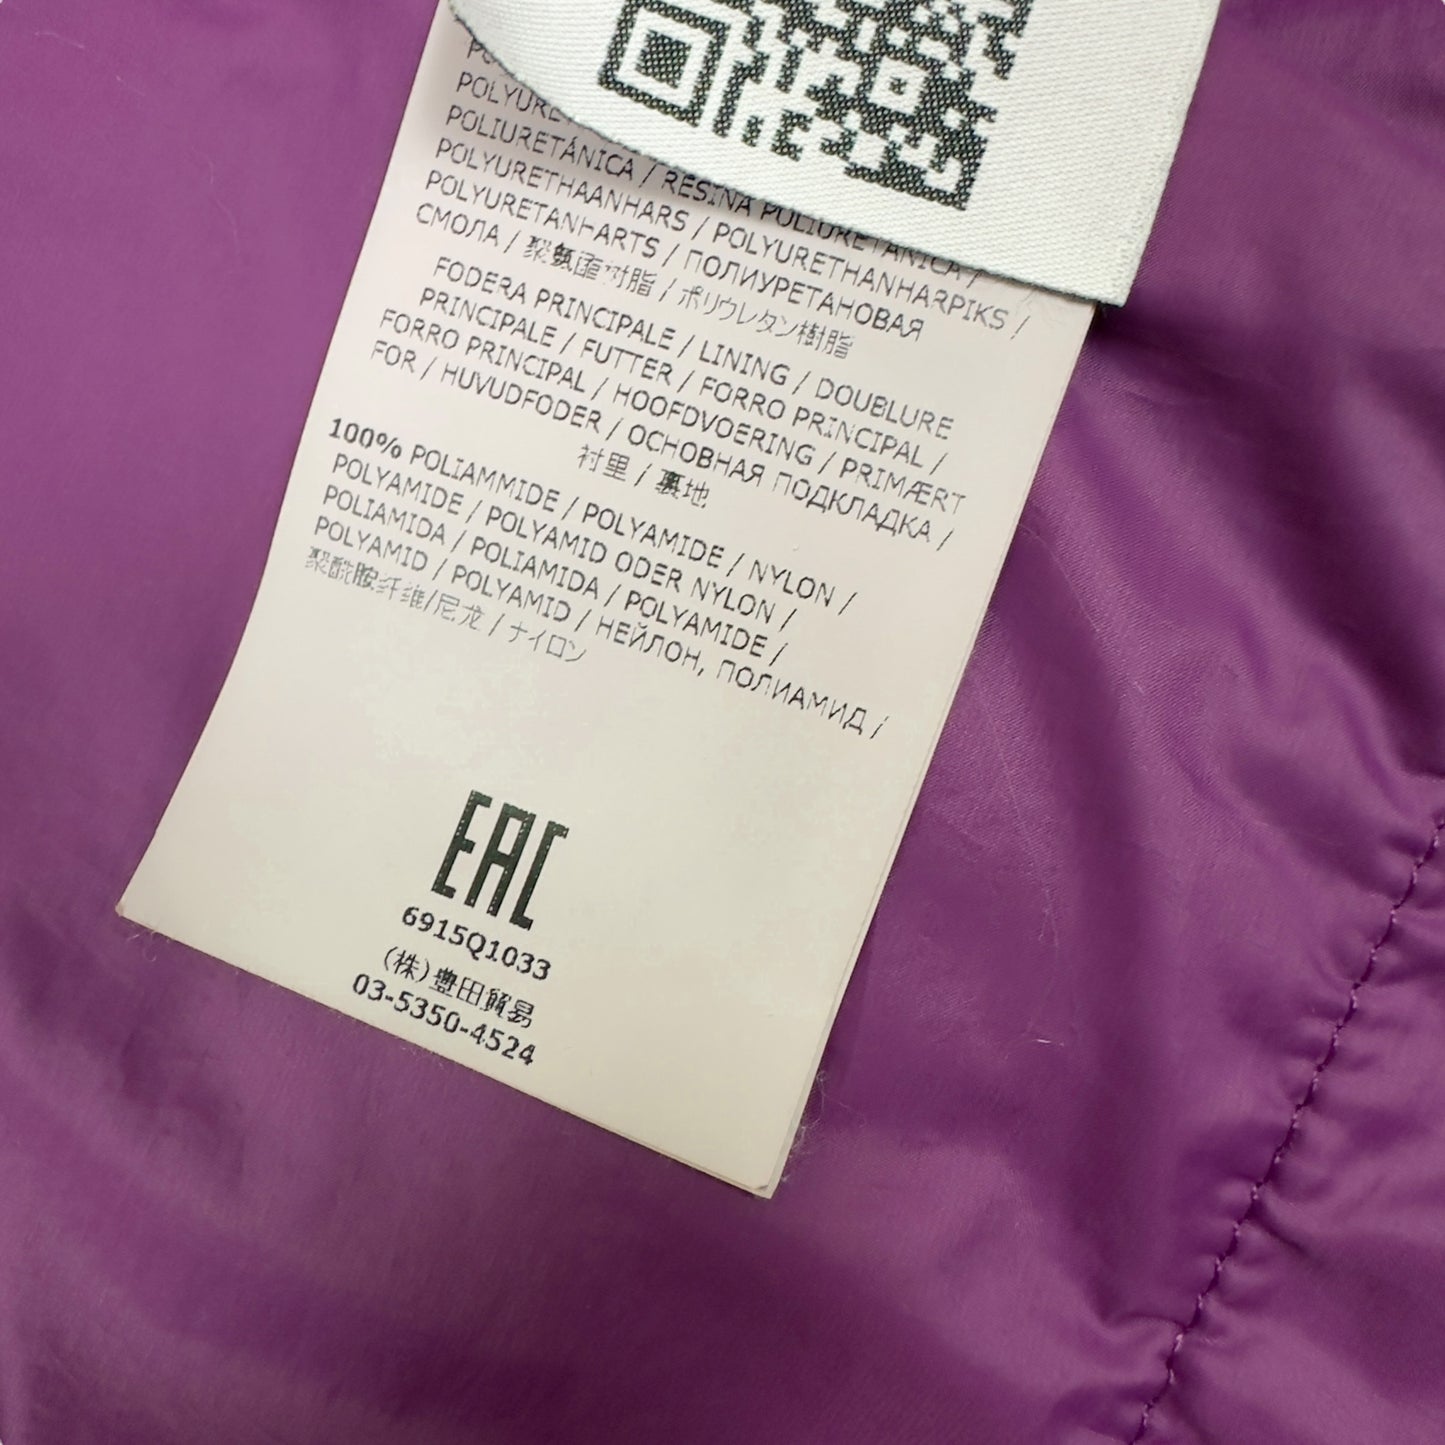 POLIURETÁNICA / RESINA POLIURETÂNICA /
POLYURETHAANHARS / POLYURETHANHARPIKS /
POLYURETANHARTS / ПОЛИУРЕТАНОВАЯ
СМОЛА / 聚氨酯树脂 / ポリウレタン樹脂
FODERA PRINCIPALE / LINING / DOUBLURE
PRINCIPALE / FUTTER / FORRO PRINCIPAL /
FORRO PRINCIPAL / HOOFDVOERING / PRIMÆRT
FOR / HUVUDFODER / ОСНОВНАЯ ПОДКЛАДКА /
衬里 / 裏地
100% POLIAMMIDE / POLYAMIDE / NYLON /
POLYAMIDE / POLYAMID ODER NYLON /
POLIAMIDA / POLIAMIDA / POLYAMIDE /
POLYAMID / POLYAMID / НЕЙЛОН, ПОЛИАМИД /
聚酰胺纤维/尼龙 / ナイロン
EAC
6915Q1033
(株)豊田貿易
03-5350-4524